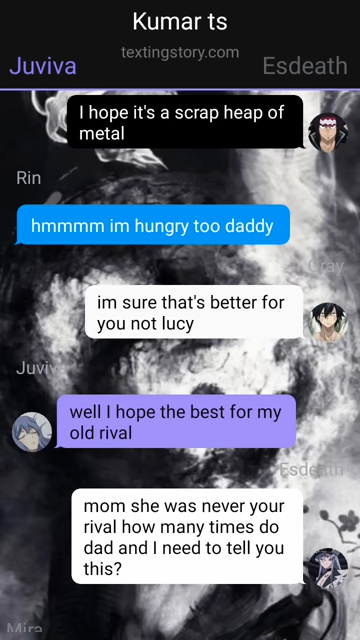 Kumar ts
textingstory.com
Juviva
Esdeath
I hope it's a scrap heap of
metal
Rin
hmmmm im hungry too daddy
Gray
im sure that's better for
you not lucy
Juviva
well I hope the best for my
old rival
Esdeath
mom she was never your
rival how many times do
dad and I need to tell you
this?
Mira